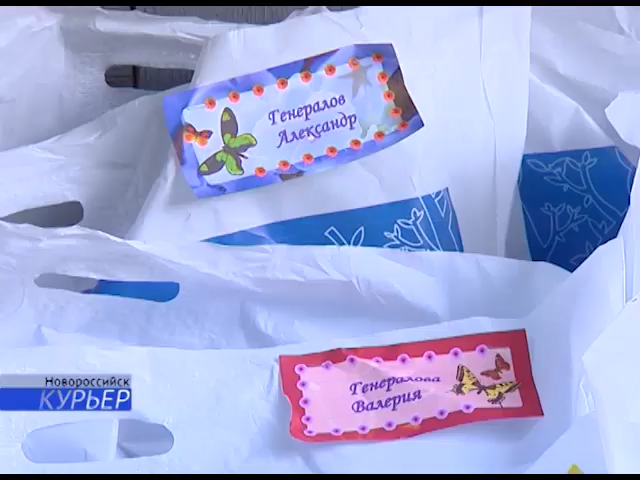 Генералов
Александр
Генералова
Валерия
Новороссийск
КУРЬЕР